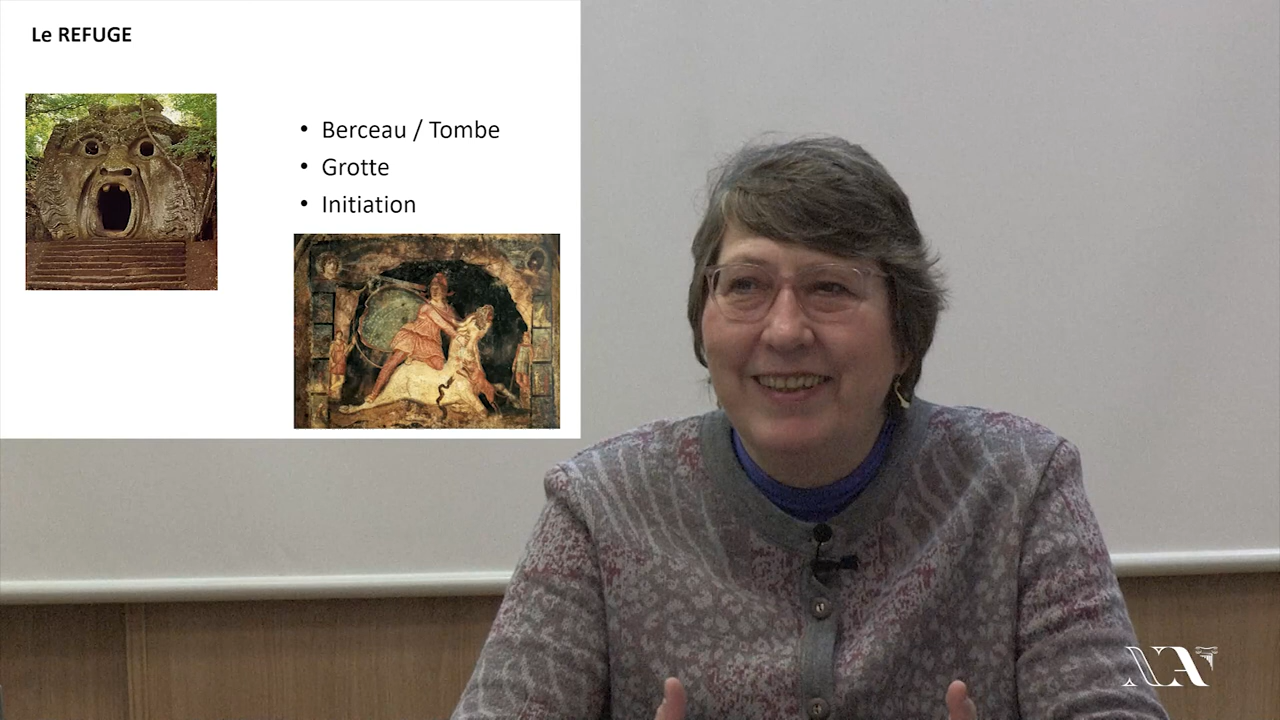 Le REFUGE
• Berceau / Tombe
• Grotte
• Initiation